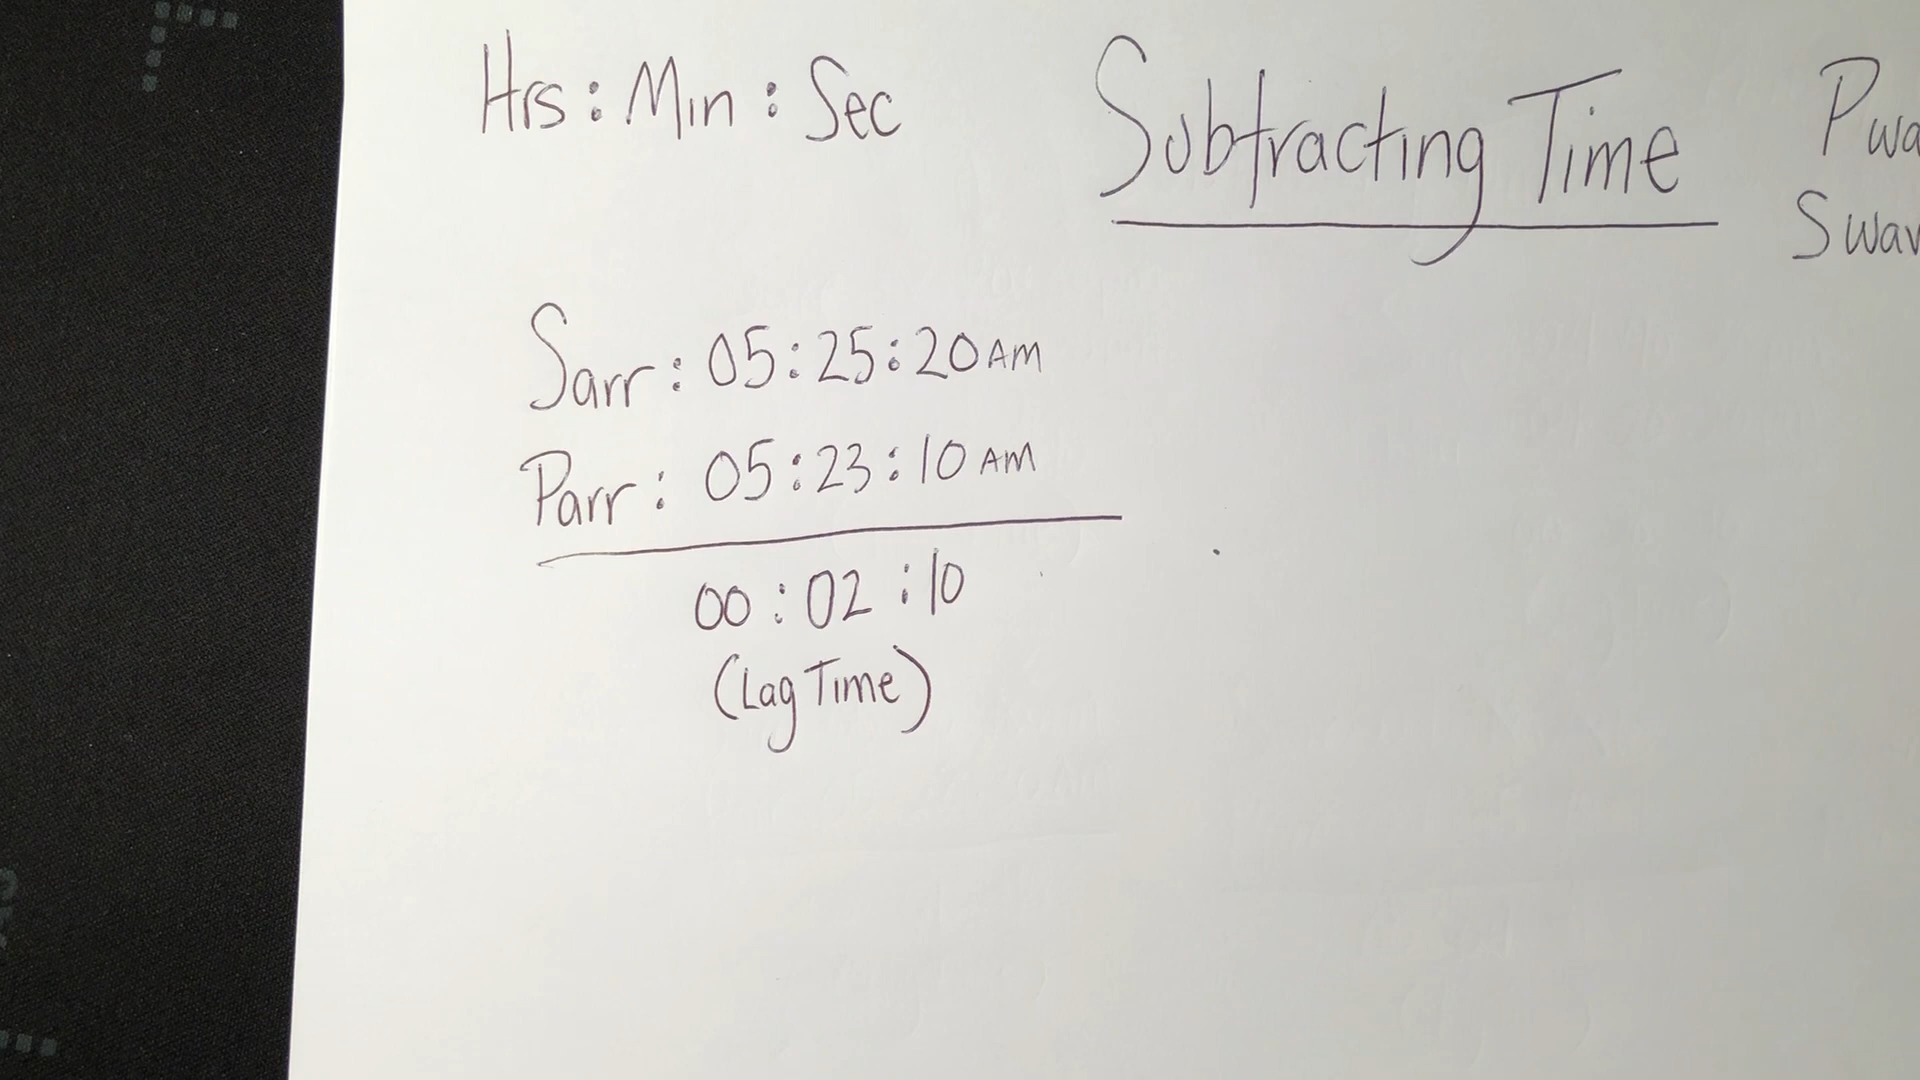 Hrs : Min : Sec
Subtracting Time
Sarr : 05:25:20 AM
Parr : 05:23:10 AM
00 : 02 : 10
(Lag Time)